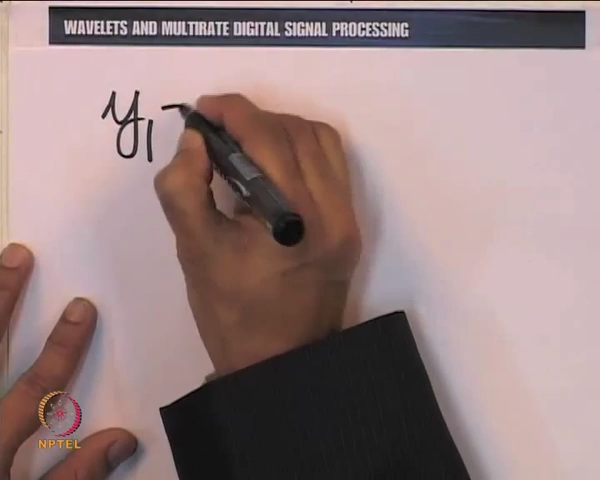 WAVELETS AND MULTIRATE DIGITAL SIGNAL PROCESSING
y₁
NPTEL